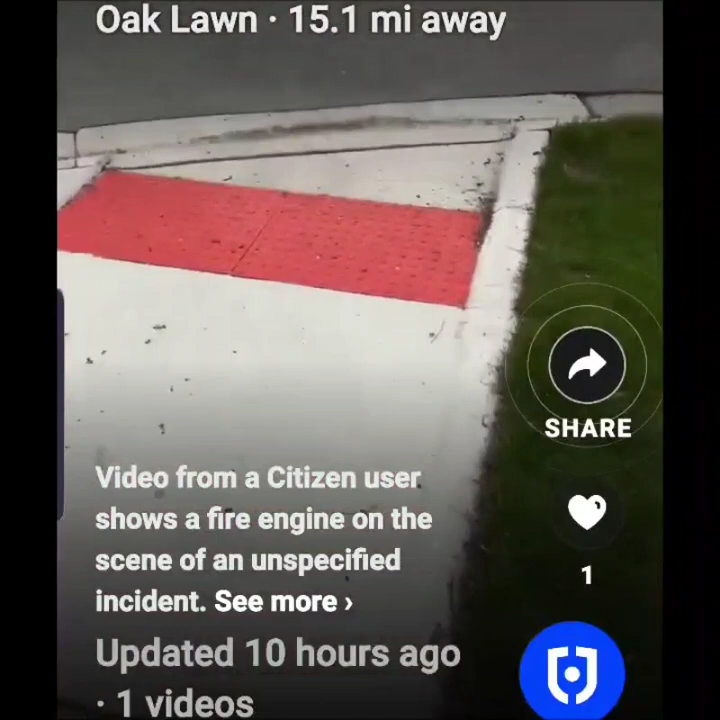 Oak Lawn · 15.1 mi away
SHARE
Video from a Citizen user
shows a fire engine on the
scene of an unspecified
incident. See more ›
1
Updated 10 hours ago
· 1 videos